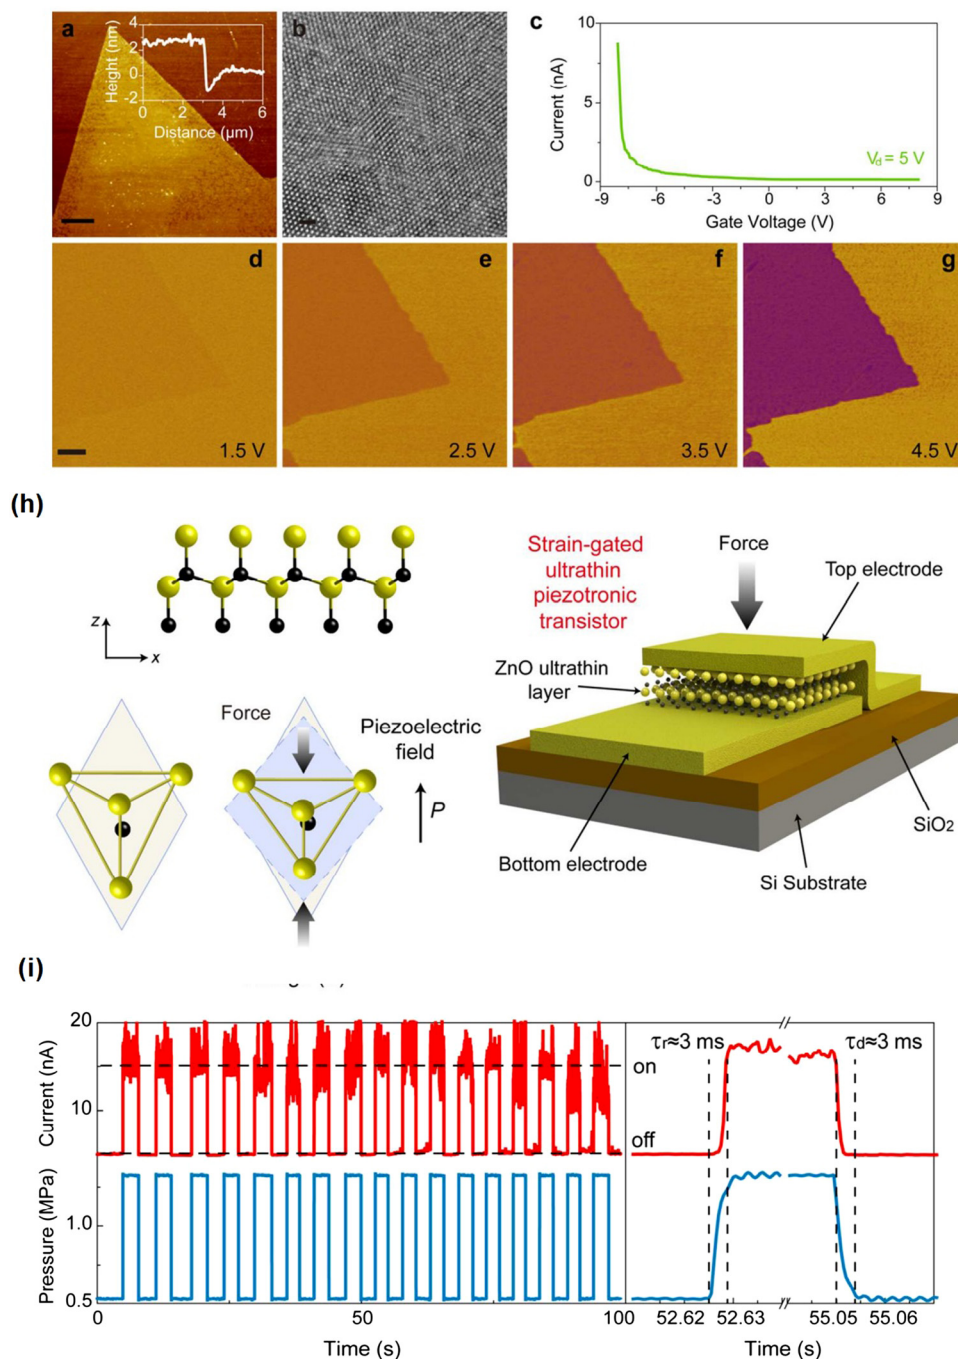 a
Height (nm)
4
2
0
-2
0 2 4 6
Distance (μm)
b
c
Current (nA)
10
5
0
V_d = 5 V
-9 -6 -3 0 3 6 9
Gate Voltage (V)
d
1.5 V
e
2.5 V
f
3.5 V
g
4.5 V
(h)
z
x
Force
Piezoelectric
field
P
Strain-gated
ultrathin
piezotronic
transistor
Force
Top electrode
ZnO ultrathin
layer
Bottom electrode
SiO₂
Si Substrate
(i)
Current (nA)
20
10
Pressure (MPa)
1.0
0.5
0 50 100
Time (s)
τr≈3 ms
τd≈3 ms
on
off
52.62 52.63 55.05 55.06
Time (s)